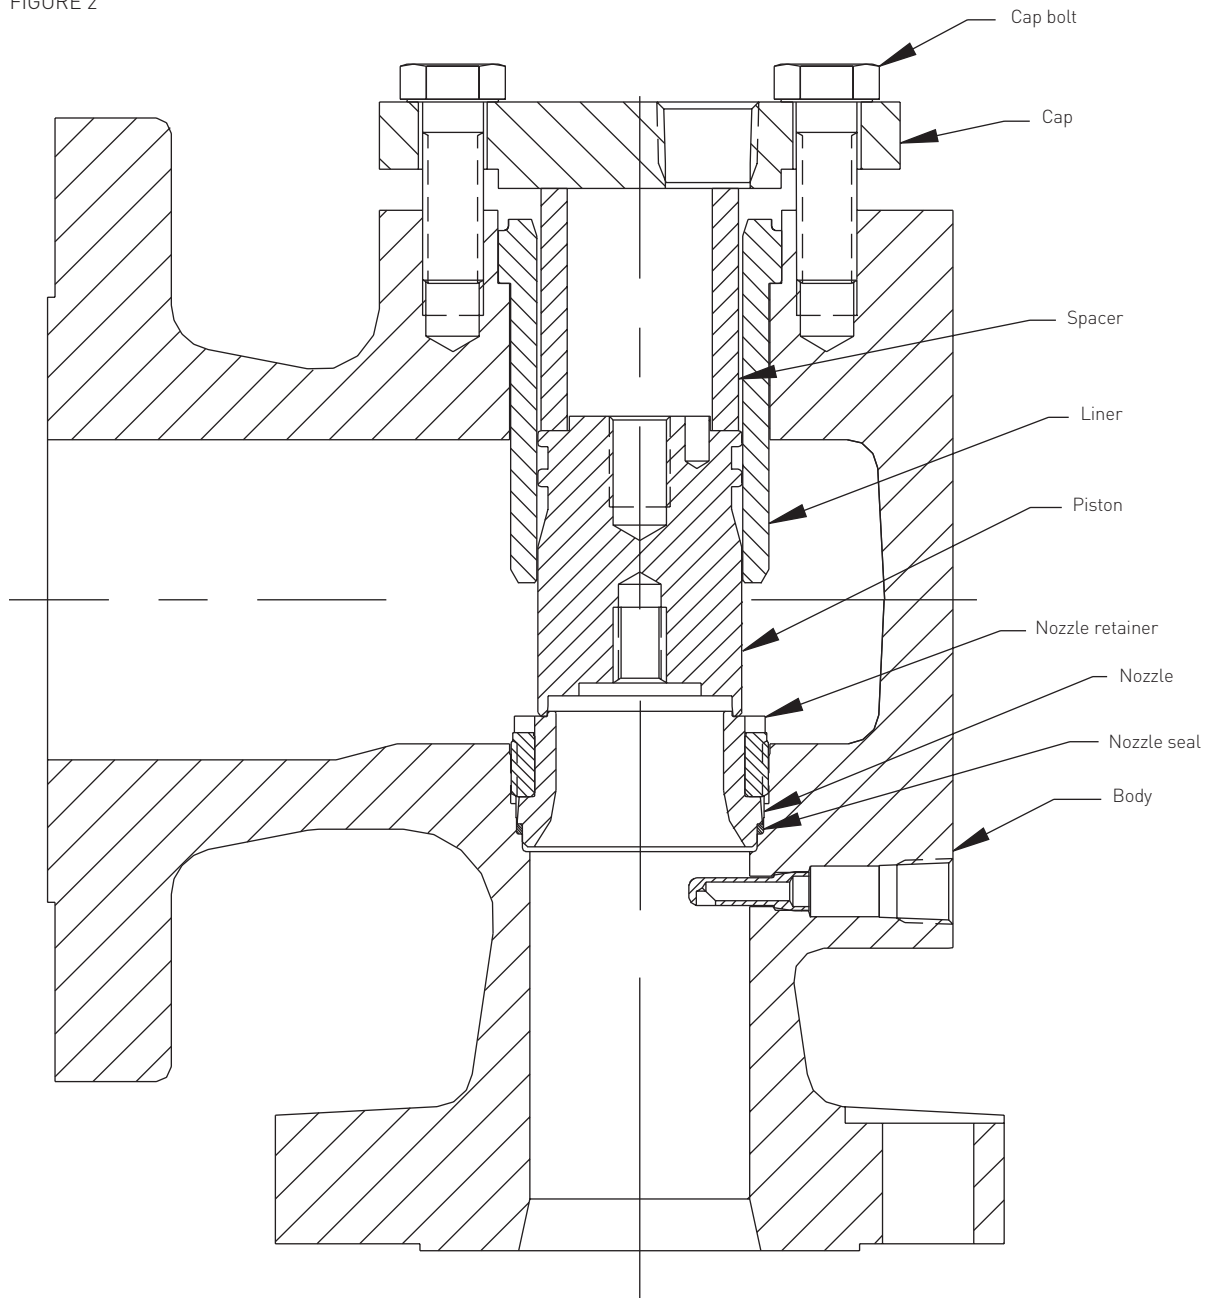 FIGURE 2
Cap bolt
Cap
Spacer
Liner
Piston
Nozzle retainer
Nozzle
Nozzle seal
Body